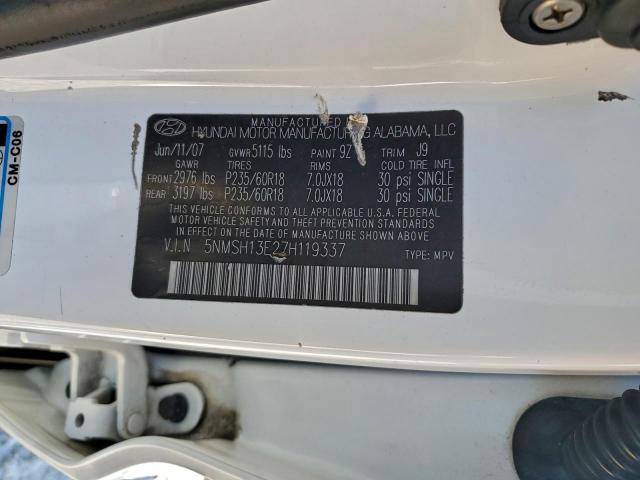 CM-C06
MANUFACTURED
HYUNDAI MOTOR MANUFACTURING ALABAMA, LLC
Jun/11/07 GVWR 5115 lbs PAINT 9Z TRIM J9
GAWR TIRES RIMS COLD TIRE INFL
FRONT 2976 lbs P235/60R18 7.0JX18 30 psi SINGLE
REAR 3197 lbs P235/60R18 7.0JX18 30 psi SINGLE
THIS VEHICLE CONFORMS TO ALL APPLICABLE U.S.A. FEDERAL
MOTOR VEHICLE SAFETY BUMPER AND THEFT PREVENTION STANDARDS
IN EFFECT ON THE DATE OF MANUFACTURE SHOWN ABOVE
V.I.N 5NMSH13E27H119337
TYPE: MPV